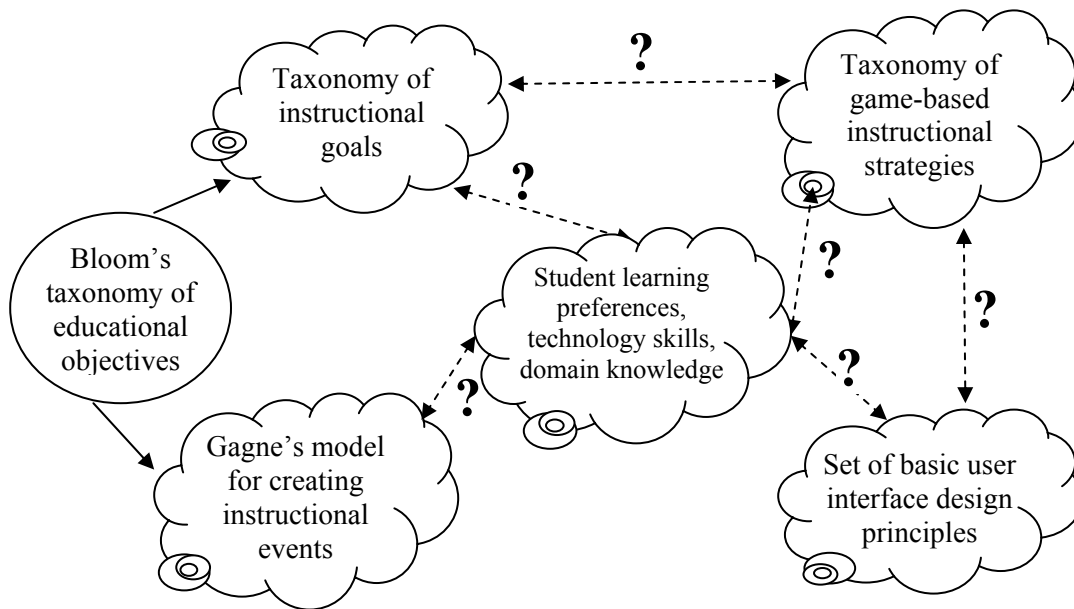 ?
Taxonomy of
instructional
goals
Taxonomy of
game-based
instructional
strategies
?
?
?
Bloom's
taxonomy of
educational
objectives
Student learning
preferences,
technology skills,
domain knowledge
?
?
Gagne's model
for creating
instructional
events
Set of basic user
interface design
principles